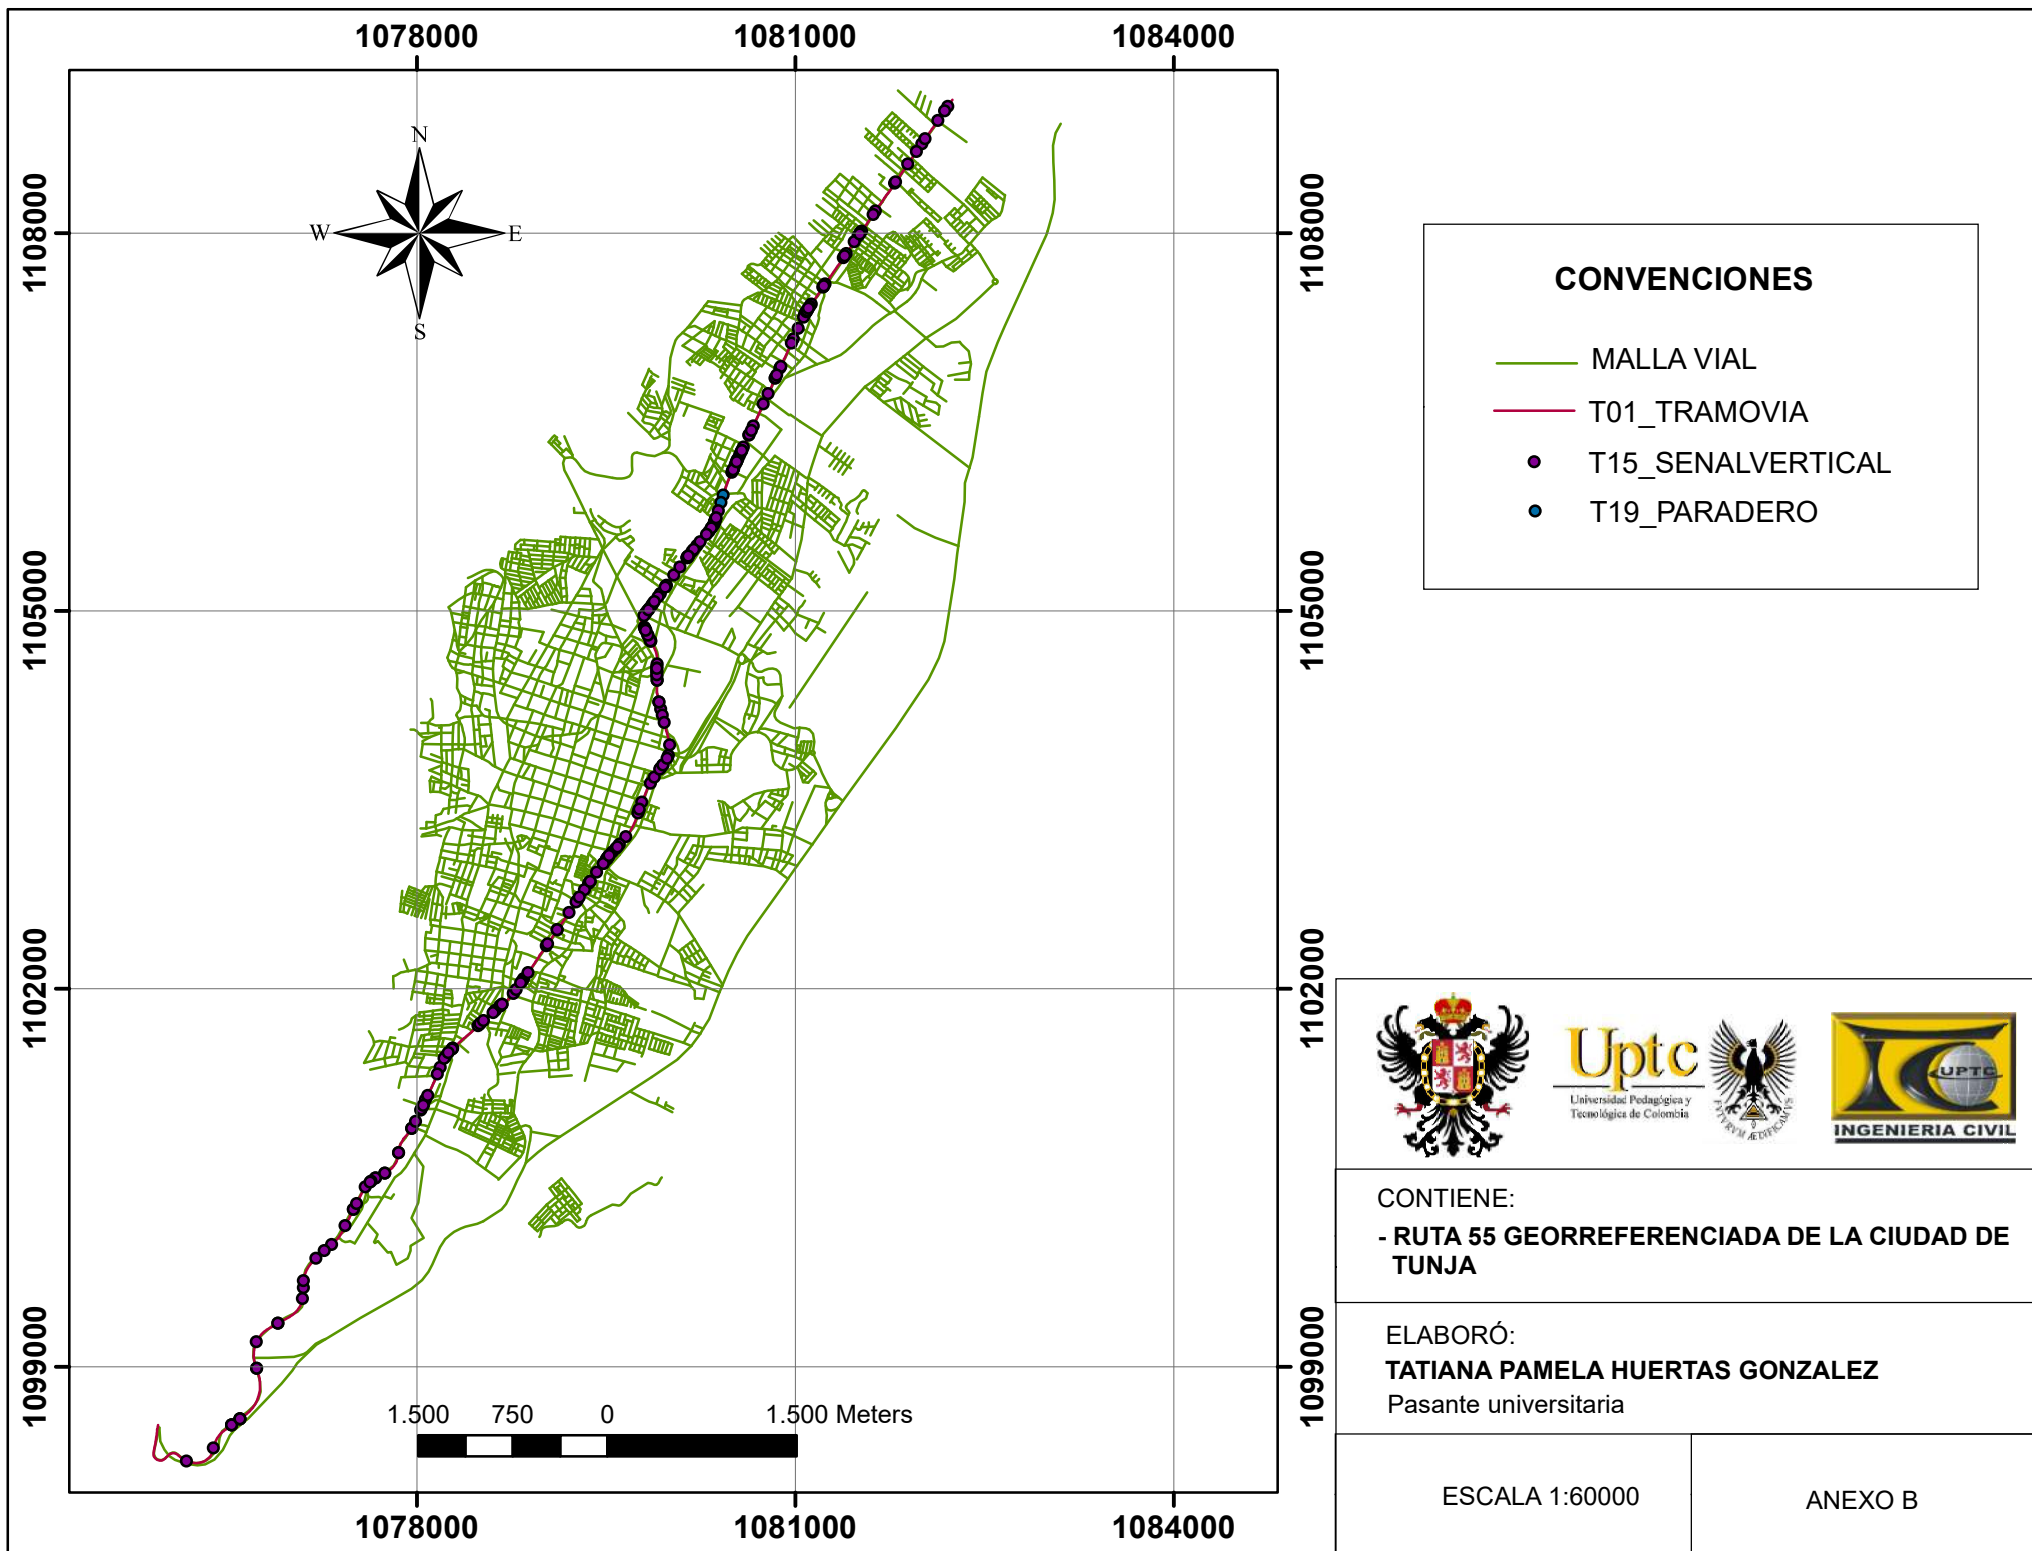 1078000 1081000 1084000
N
W E
S
1108000 1108000
1105000 1105000
1102000 1102000
1099000 1099000
1.500 750 0 1.500 Meters
1078000 1081000 1084000
CONVENCIONES
MALLA VIAL
T01_TRAMOVIA
T15_SENALVERTICAL
T19_PARADERO
Uptc
Universidad Pedagógica y
Tecnológica de Colombia
UPTC
INGENIERIA CIVIL
CONTIENE:
- RUTA 55 GEORREFERENCIADA DE LA CIUDAD DE
TUNJA
ELABORÓ:
TATIANA PAMELA HUERTAS GONZALEZ
Pasante universitaria
ESCALA 1:60000
ANEXO B